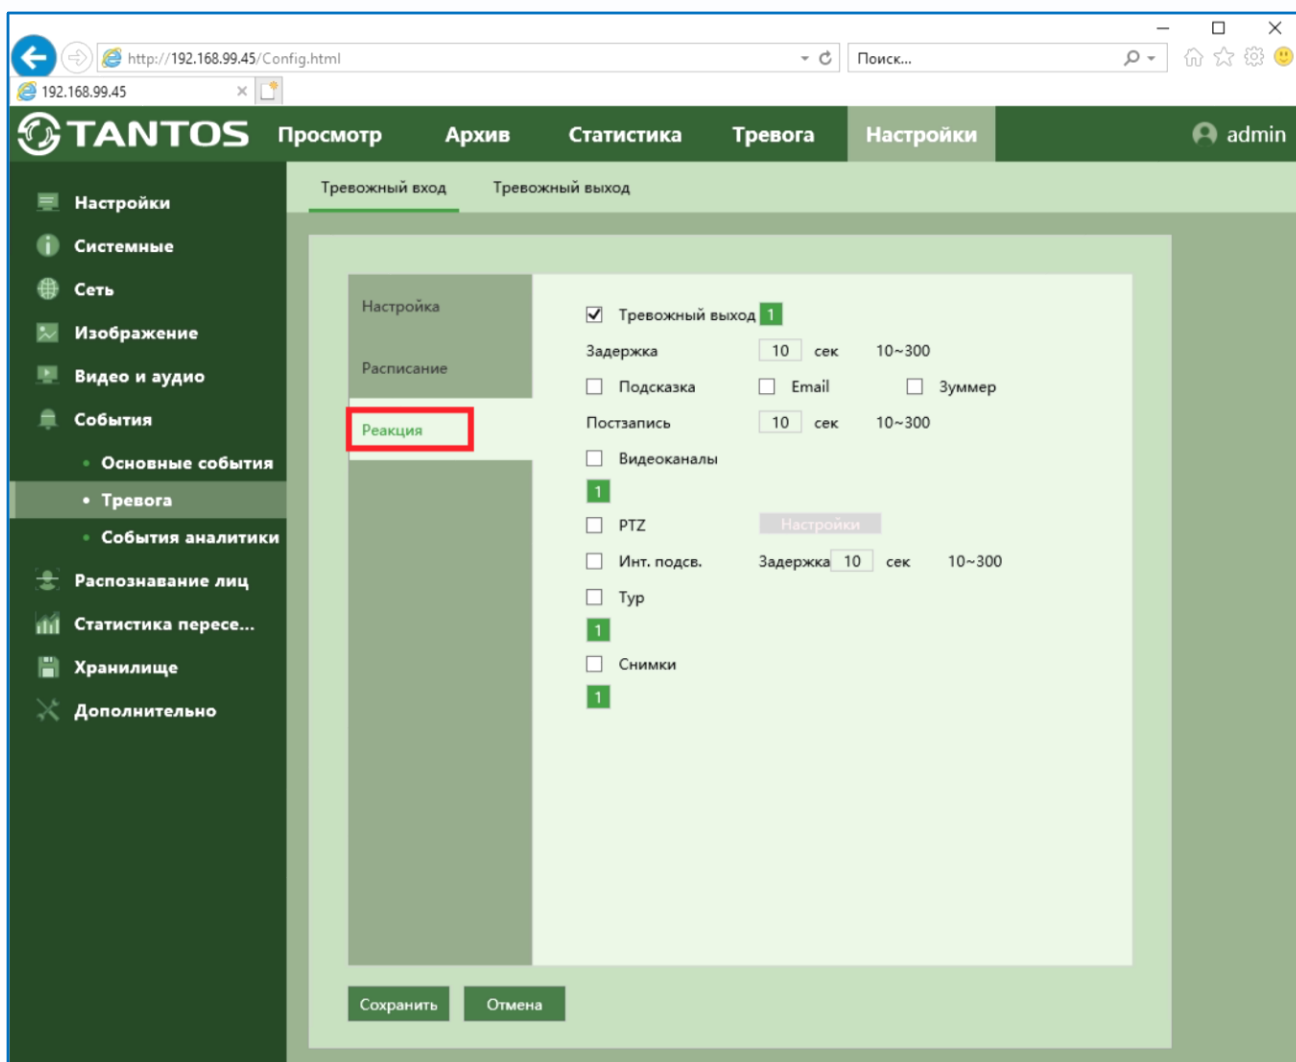 http://192.168.99.45/Config.html
Поиск...
192.168.99.45
TANTOS Просмотр Архив Статистика Тревога Настройки admin
Тревожный вход Тревожный выход
Настройки
Системные
Сеть
Изображение
Видео и аудио
События
Основные события
Тревога
События аналитики
Распознавание лиц
Статистика пересе...
Хранилище
Дополнительно
Настройка
Расписание
Реакция
Тревожный выход 1
Задержка 10 сек 10~300
Подсказка Email Зуммер
Постзапись 10 сек 10~300
Видеоканалы
1
PTZ Настройки
Инт. подсв. Задержка 10 сек 10~300
Тур
1
Снимки
1
Сохранить Отмена